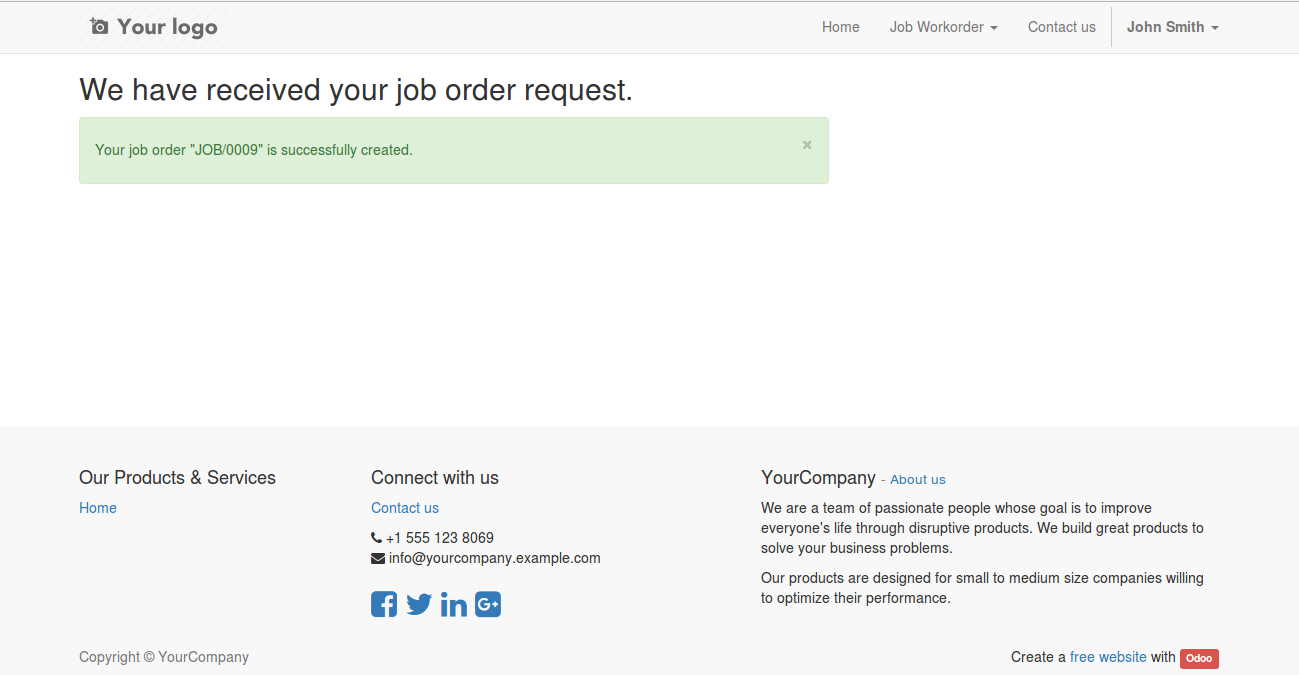 Your logo
Home Job Workorder Contact us John Smith
We have received your job order request.
Your job order "JOB/0009" is successfully created.
×
Our Products & Services
Home
Connect with us
Contact us
+1 555 123 8069
info@yourcompany.example.com
YourCompany - About us
We are a team of passionate people whose goal is to improve
everyone's life through disruptive products. We build great products to
solve your business problems.
Our products are designed for small to medium size companies willing
to optimize their performance.
Copyright © YourCompany
Create a free website with Odoo